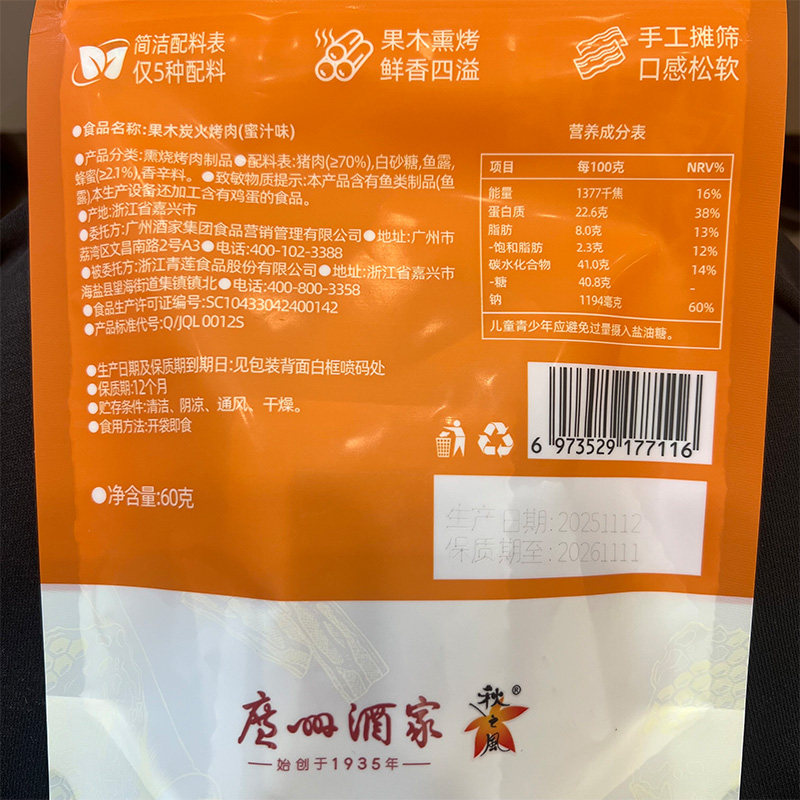 简洁配料表
仅5种配料
果木熏烤
鲜香四溢
手工摊筛
口感松软
●食品名称:果木炭火烤肉(蜜汁味)
●产品分类:熏烧烤肉制品●配料表:猪肉(≥70%),白砂糖,鱼露,
蜂蜜(≥2.1%),香辛料。●致敏物质提示:本产品含有鱼类制品(鱼
露),本生产设备还加工含有鸡蛋的食品。
●产地:浙江省嘉兴市
●委托方:广州酒家集团食品营销管理有限公司●地址:广州市
荔湾区文昌南路2号A3●电话:400-102-3388
●被委托方:浙江青莲食品股份有限公司●地址:浙江省嘉兴市
海盐县望海街道集镇镇北●电话:400-800-3358
●食品生产许可证编号:SC10433042400142
●产品标准代号:Q/JQL 0012S
●生产日期及保质期到期日:见包装背面白框喷码处
●保质期:12个月
●贮存条件:清洁、阴凉、通风、干燥。
●食用方法:开袋即食
●净含量:60克
营养成分表
项目 每100克 NRV%
能量 1377千焦 16%
蛋白质 22.6克 38%
脂肪 8.0克 13%
-饱和脂肪 2.3克 12%
碳水化合物 41.0克 14%
-糖 40.8克 -
钠 1194毫克 60%
儿童青少年应避免过量摄入盐油糖。
6 973529 177116
生产日期:20251112
保质期至:20261111
廣州酒家
始创于1935年
秋之風®